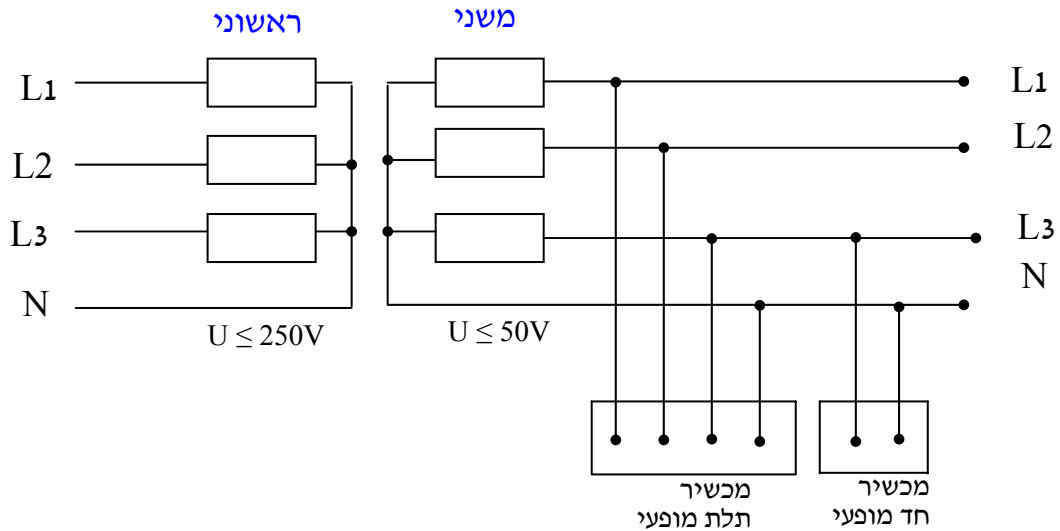 ראשוני
משני
L1
L2
L3
N
L1
L2
L3
N
U ≤ 250V
U ≤ 50V
מכשיר
תלת מופעי
מכשיר
חד מופעי